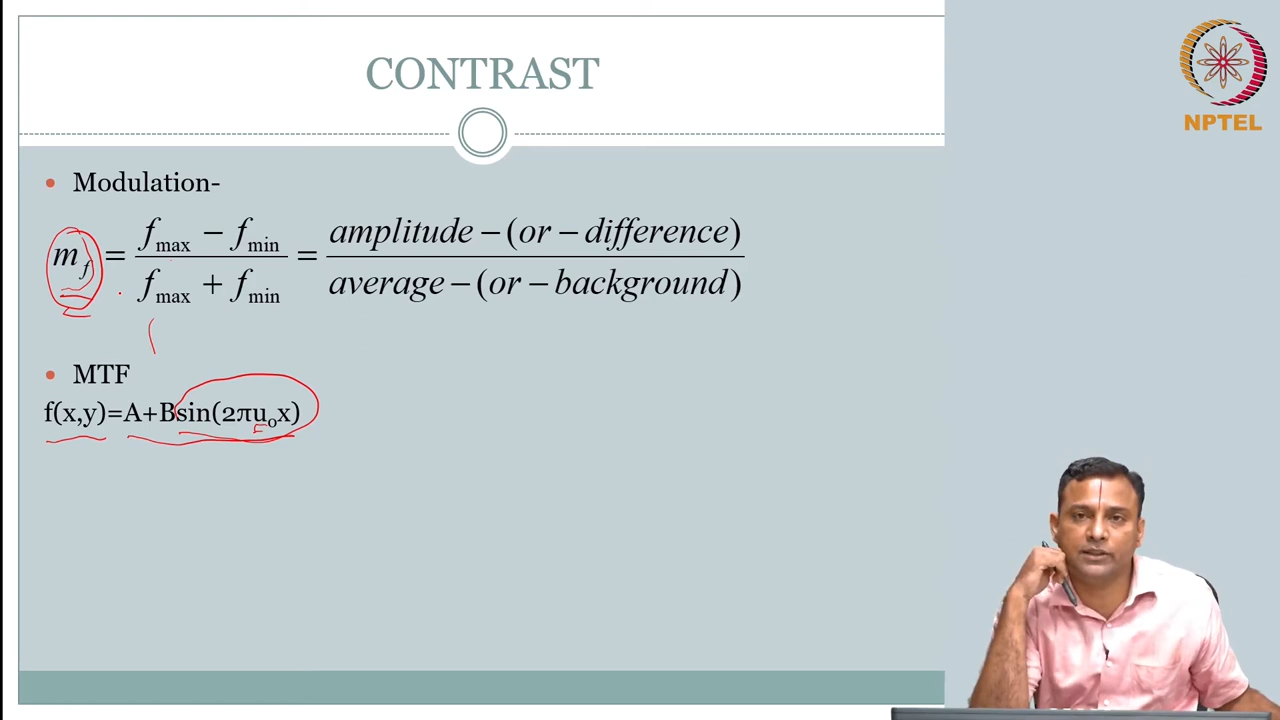 CONTRAST
NPTEL
• Modulation-
m_f = (f_max − f_min) / (f_max + f_min) = amplitude−(or−difference) / average−(or−background)
• MTF
f(x,y)=A+Bsin(2πu₀x)